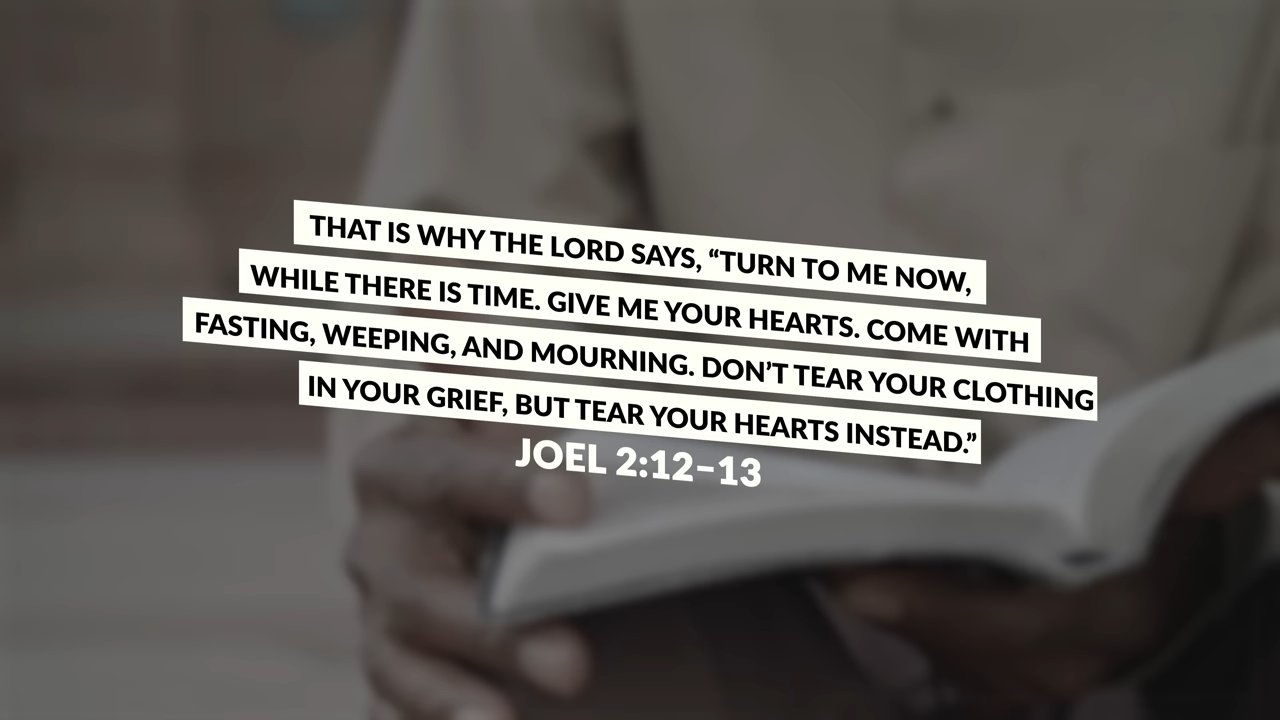 THAT IS WHY THE LORD SAYS, “TURN TO ME NOW,
WHILE THERE IS TIME. GIVE ME YOUR HEARTS. COME WITH
FASTING, WEEPING, AND MOURNING. DON’T TEAR YOUR CLOTHING
IN YOUR GRIEF, BUT TEAR YOUR HEARTS INSTEAD.”
JOEL 2:12–13